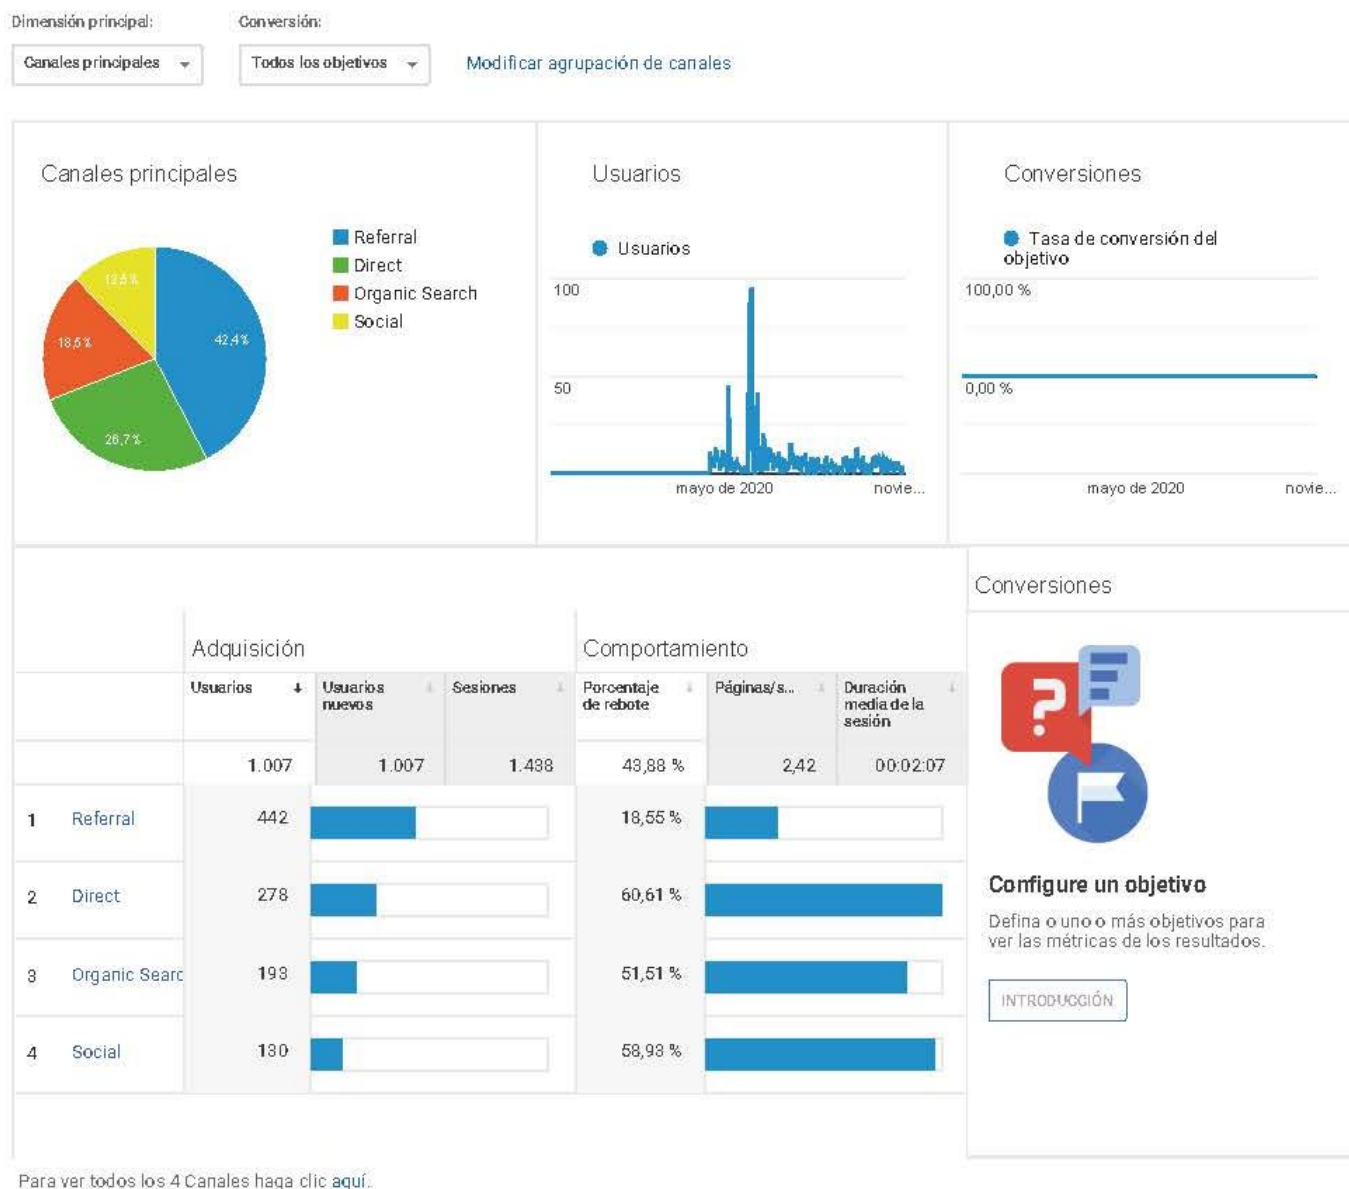 Dimensión principal:
Conversión:
Canales principales
Todos los objetivos
Modificar agrupación de canales
Canales principales
Referral
Direct
Organic Search
Social
42,4%
26,7%
18,5%
Usuarios
Usuarios
100
50
mayo de 2020
novie...
Conversiones
Tasa de conversión del
objetivo
100,00 %
0,00 %
mayo de 2020
novie...
Adquisición
Comportamiento
Usuarios
Usuarios
nuevos
Sesiones
Porcentaje
de rebote
Páginas/s...
Duración
media de la
sesión
1.007 1.007 1.438 43,88 % 2,42 00:02:07
1 Referral 442 18,55 %
2 Direct 278 60,61 %
3 Organic Searc 193 51,51 %
4 Social 130 58,93 %
Conversiones
?
Configure un objetivo
Defina o uno o más objetivos para
ver las métricas de los resultados.
INTRODUCCIÓN
Para ver todos los 4 Canales haga clic aquí.